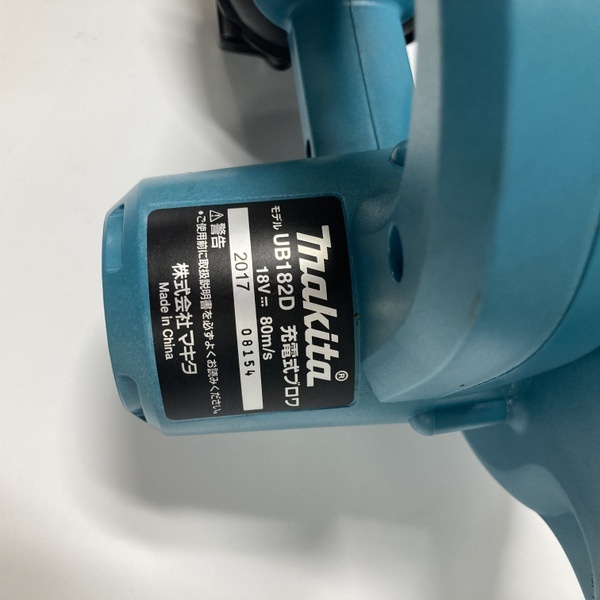 makita®
モデル UB182D 充電式ブロワ
18V⎓ 80m/s
2017 08154
⚠警告
•ご使用前に取扱説明書を必ずよくお読みください。
株式会社 マキタ
Made in China